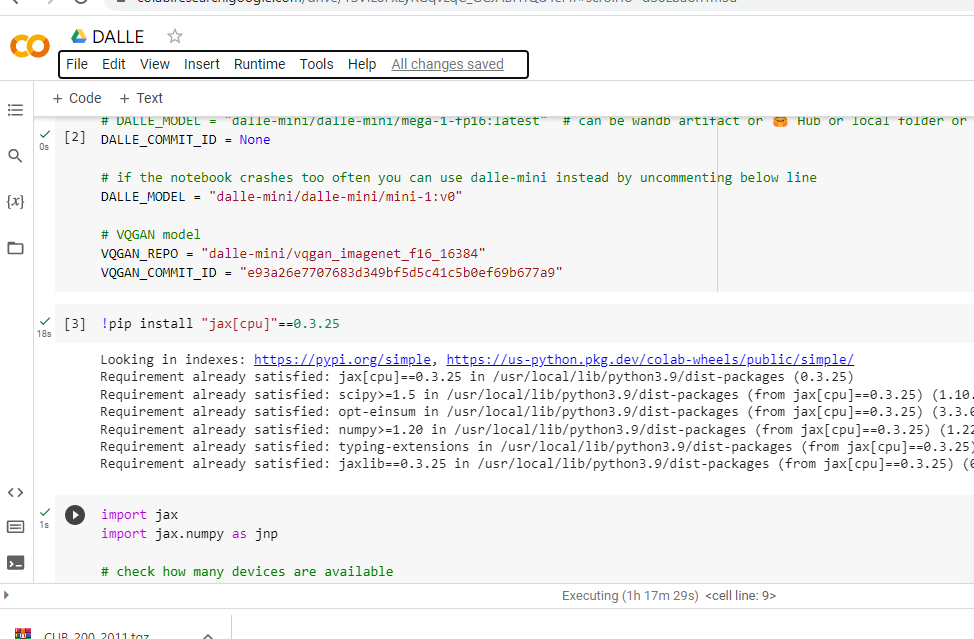 DALLE
File Edit View Insert Runtime Tools Help All changes saved
+ Code + Text
# DALLE_MODEL = "dalle-mini/dalle-mini/mega-1-fp16:latest" # can be wandb artifact or 🤗 Hub or local folder or
[2] DALLE_COMMIT_ID = None
0s
# if the notebook crashes too often you can use dalle-mini instead by uncommenting below line
DALLE_MODEL = "dalle-mini/dalle-mini/mini-1:v0"
# VQGAN model
VQGAN_REPO = "dalle-mini/vqgan_imagenet_f16_16384"
VQGAN_COMMIT_ID = "e93a26e7707683d349bf5d5c41c5b0ef69b677a9"
[3] !pip install "jax[cpu]"==0.3.25
18s
Looking in indexes: https://pypi.org/simple, https://us-python.pkg.dev/colab-wheels/public/simple/
Requirement already satisfied: jax[cpu]==0.3.25 in /usr/local/lib/python3.9/dist-packages (0.3.25)
Requirement already satisfied: scipy>=1.5 in /usr/local/lib/python3.9/dist-packages (from jax[cpu]==0.3.25) (1.10.
Requirement already satisfied: opt-einsum in /usr/local/lib/python3.9/dist-packages (from jax[cpu]==0.3.25) (3.3.
Requirement already satisfied: numpy>=1.20 in /usr/local/lib/python3.9/dist-packages (from jax[cpu]==0.3.25) (1.22
Requirement already satisfied: typing-extensions in /usr/local/lib/python3.9/dist-packages (from jax[cpu]==0.3.25)
Requirement already satisfied: jaxlib==0.3.25 in /usr/local/lib/python3.9/dist-packages (from jax[cpu]==0.3.25) (
import jax
1s
import jax.numpy as jnp
# check how many devices are available
Executing (1h 17m 29s) <cell line: 9>
CUB_200_2011.tgz